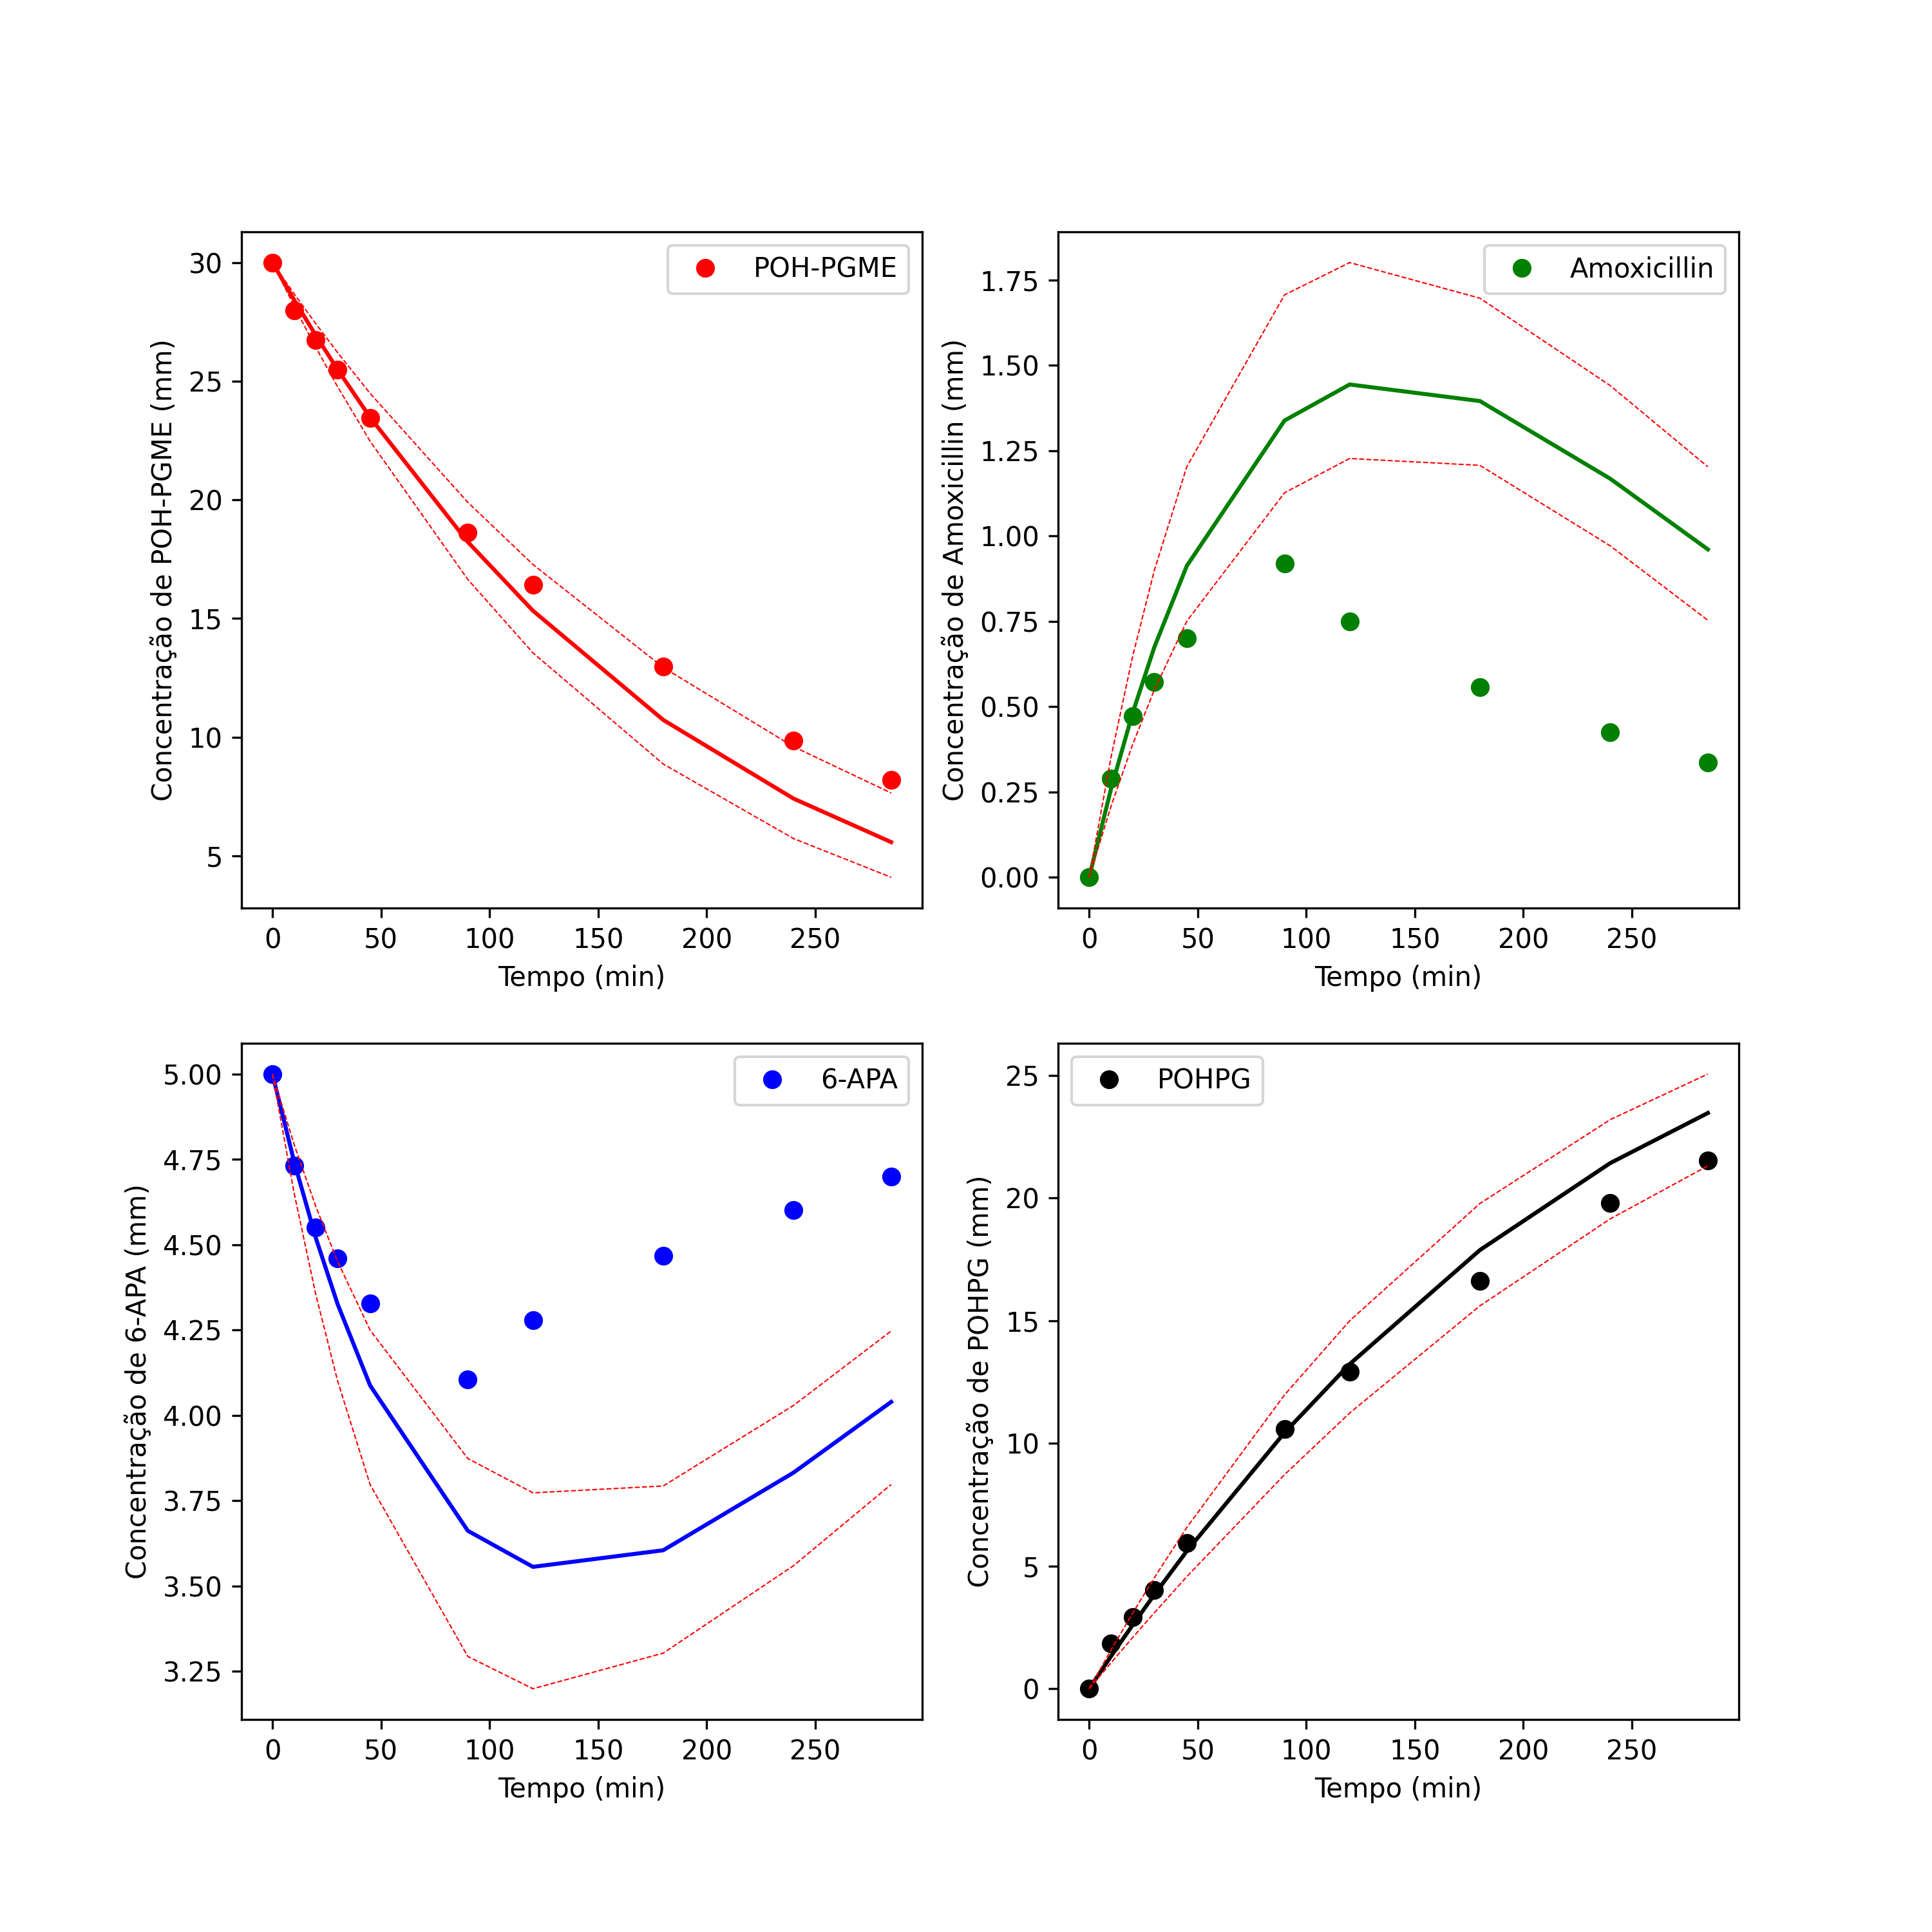 POH-PGME
Concentração de POH-PGME (mm)
30
25
20
15
10
5
0 50 100 150 200 250
Tempo (min)
Amoxicillin
Concentração de Amoxicillin (mm)
1.75
1.50
1.25
1.00
0.75
0.50
0.25
0.00
0 50 100 150 200 250
Tempo (min)
6-APA
Concentração de 6-APA (mm)
5.00
4.75
4.50
4.25
4.00
3.75
3.50
3.25
0 50 100 150 200 250
Tempo (min)
POHPG
Concentração de POHPG (mm)
25
20
15
10
5
0
0 50 100 150 200 250
Tempo (min)